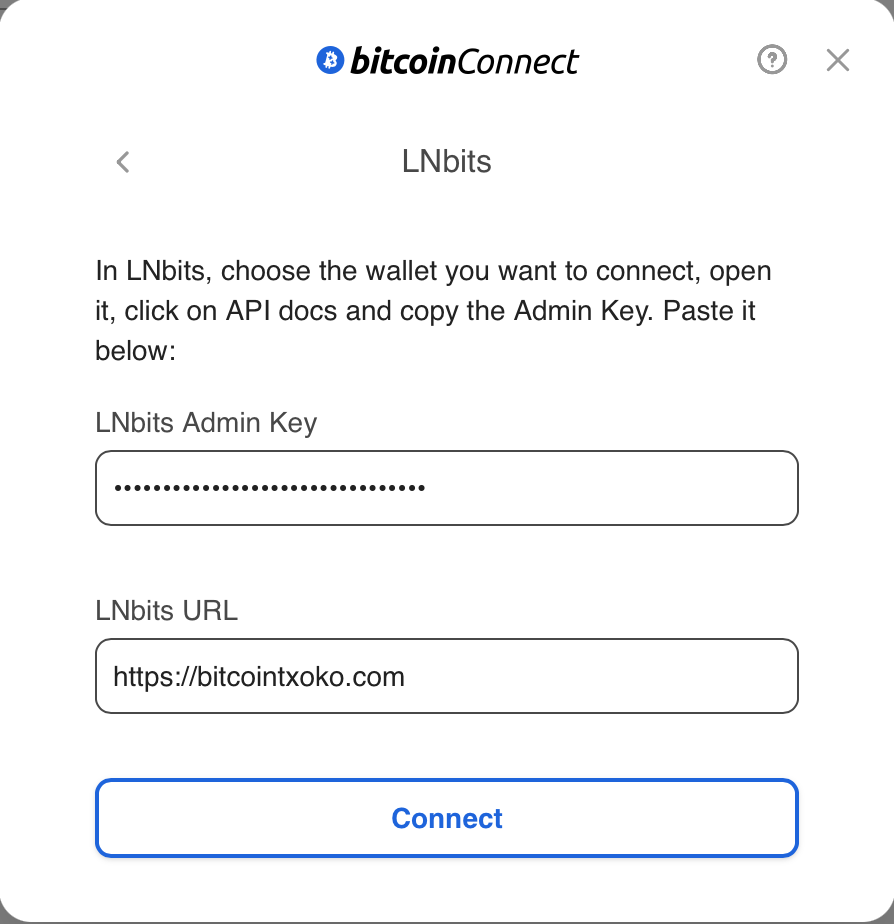 bitcoinConnect
LNbits
In LNbits, choose the wallet you want to connect, open
it, click on API docs and copy the Admin Key. Paste it
below:
LNbits Admin Key
••••••••••••••••••••••••••••••••
LNbits URL
https://bitcointxoko.com
Connect